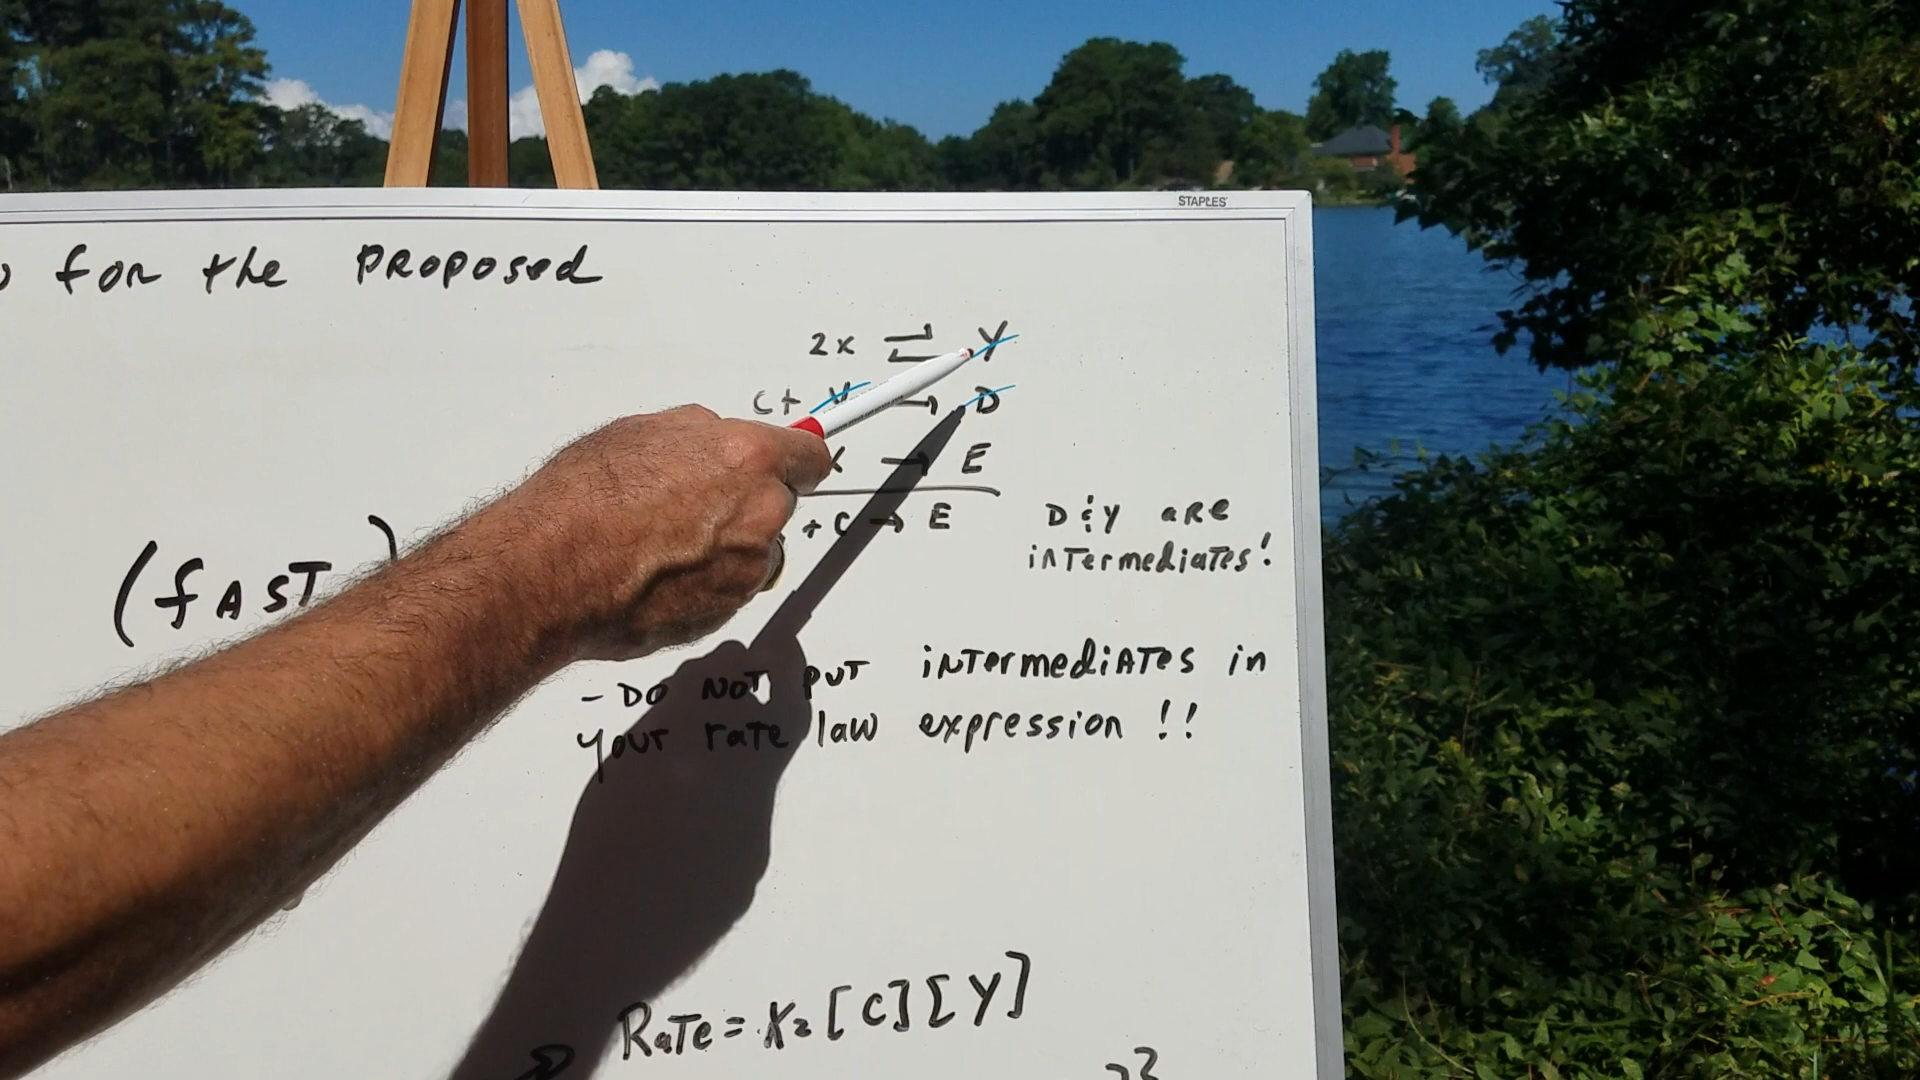 STAPLES
for the PROPOSED
2x ⇌ Y
C + Y → D
X → E
+ C → E
D & Y are
intermediates!
(fAST)
- DO NOT PUT intermediates in
your rate law expression !!
Rate = K2[C][Y]